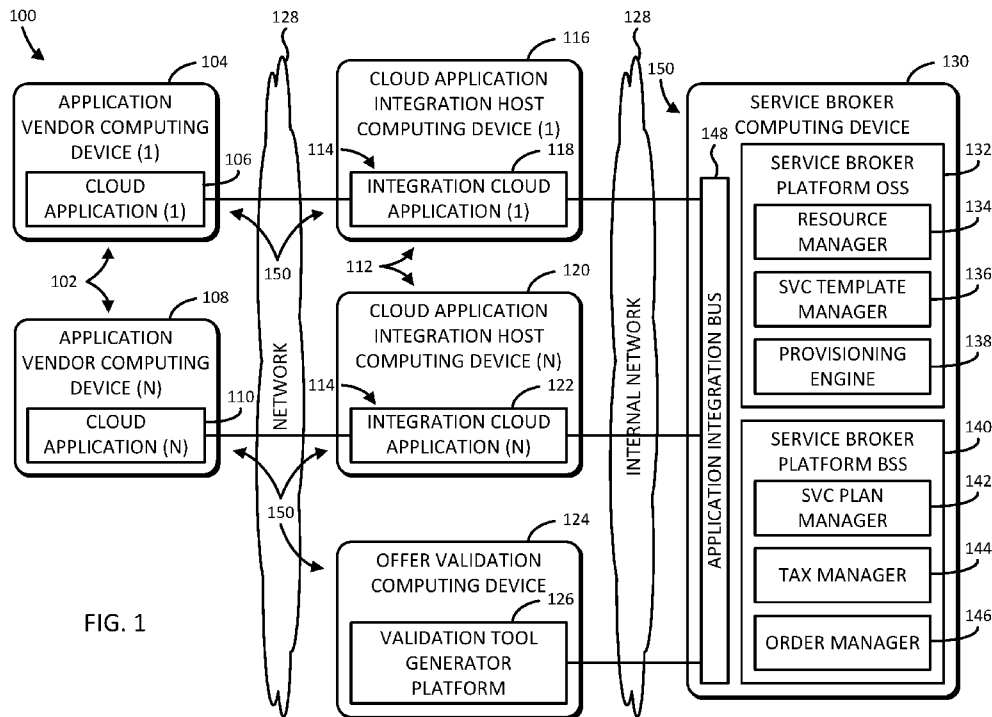 100
104
APPLICATION
VENDOR COMPUTING
DEVICE (1)
106
CLOUD
APPLICATION (1)
102
108
APPLICATION
VENDOR COMPUTING
DEVICE (N)
110
CLOUD
APPLICATION (N)
128
NETWORK
150
150
116
CLOUD APPLICATION
INTEGRATION HOST
COMPUTING DEVICE (1)
114
118
INTEGRATION CLOUD
APPLICATION (1)
112
120
CLOUD APPLICATION
INTEGRATION HOST
COMPUTING DEVICE (N)
114
122
INTEGRATION CLOUD
APPLICATION (N)
124
OFFER VALIDATION
COMPUTING DEVICE
126
VALIDATION TOOL
GENERATOR
PLATFORM
128
INTERNAL NETWORK
150
130
SERVICE BROKER
COMPUTING DEVICE
148
APPLICATION INTEGRATION BUS
132
SERVICE BROKER
PLATFORM OSS
134
RESOURCE
MANAGER
136
SVC TEMPLATE
MANAGER
138
PROVISIONING
ENGINE
140
SERVICE BROKER
PLATFORM BSS
142
SVC PLAN
MANAGER
144
TAX MANAGER
146
ORDER MANAGER
FIG. 1